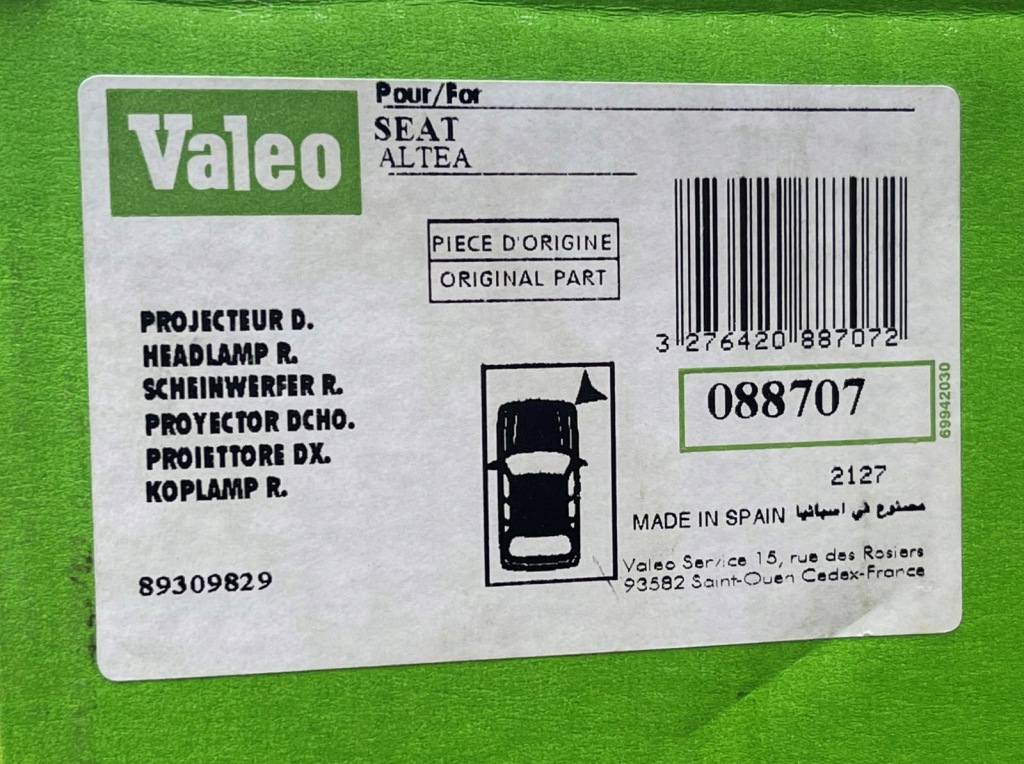 Valeo
Pour/For
SEAT
ALTEA
PIECE D'ORIGINE
ORIGINAL PART
PROJECTEUR D.
HEADLAMP R.
SCHEINWERFER R.
PROYECTOR DCHO.
PROIETTORE DX.
KOPLAMP R.
89309829
3 276420 887072
088707
69942030
2127
MADE IN SPAIN مصنوع في اسبانيا
Valeo Service 15, rue des Rosiers
93582 Saint-Ouen Cedex-France